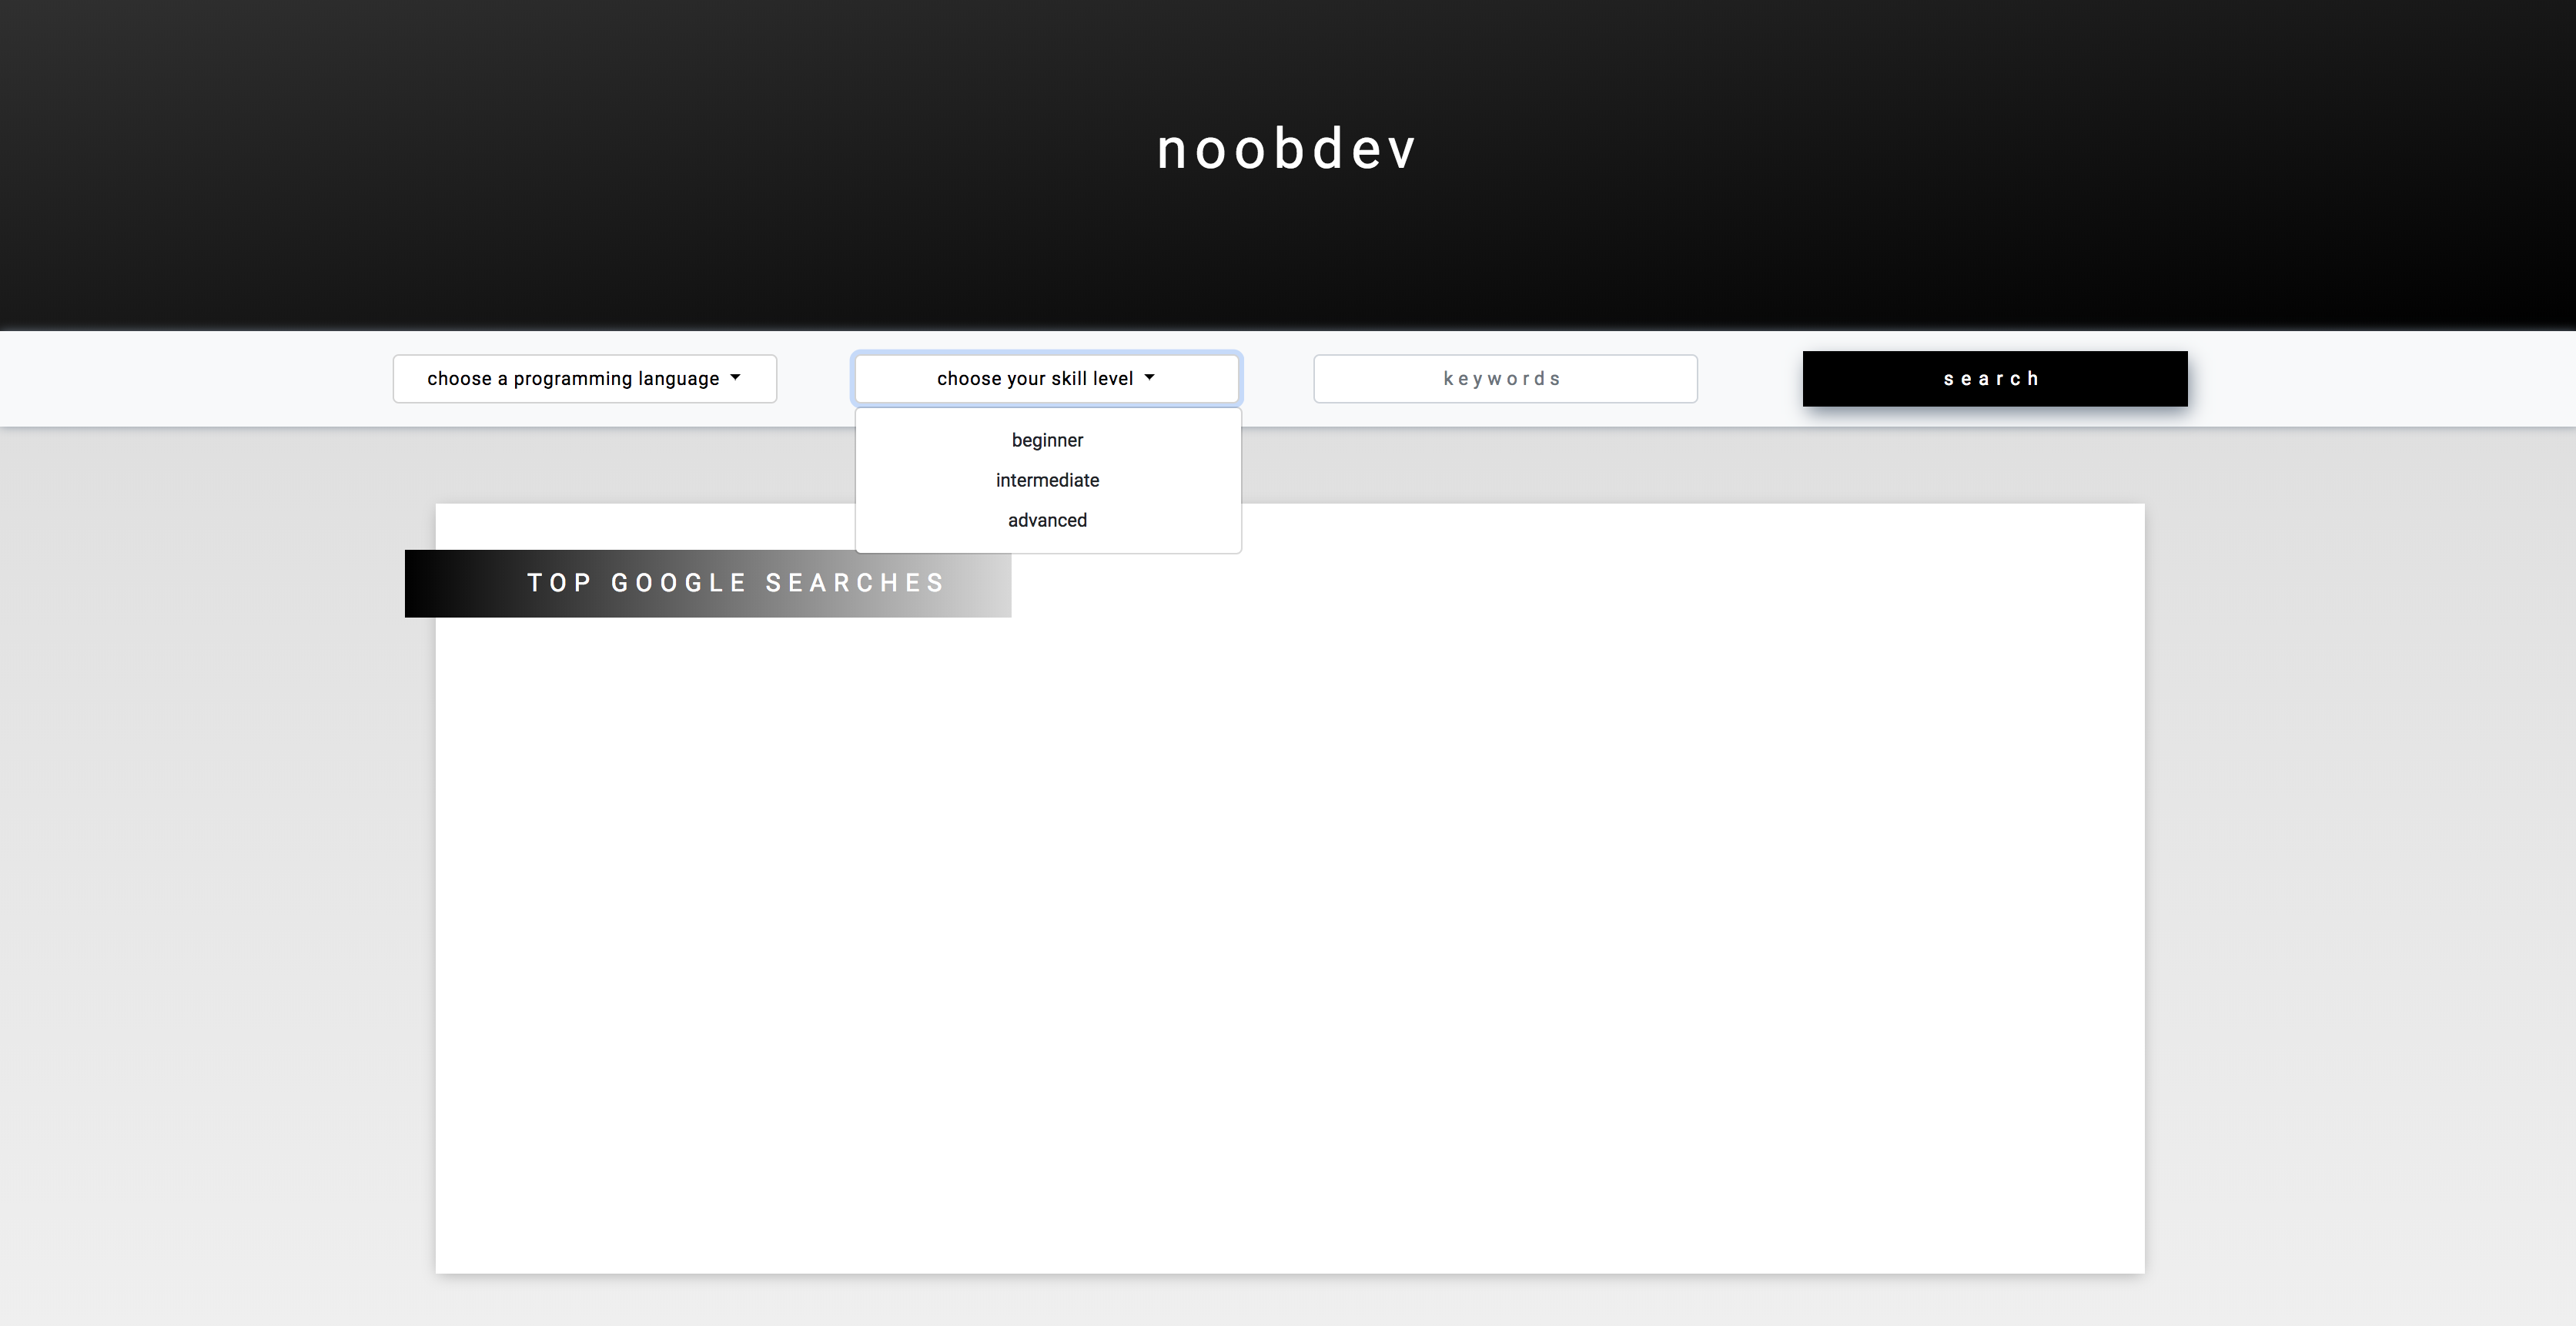 noobdev
choose a programming language
choose your skill level
keywords
search
beginner
intermediate
advanced
TOP GOOGLE SEARCHES